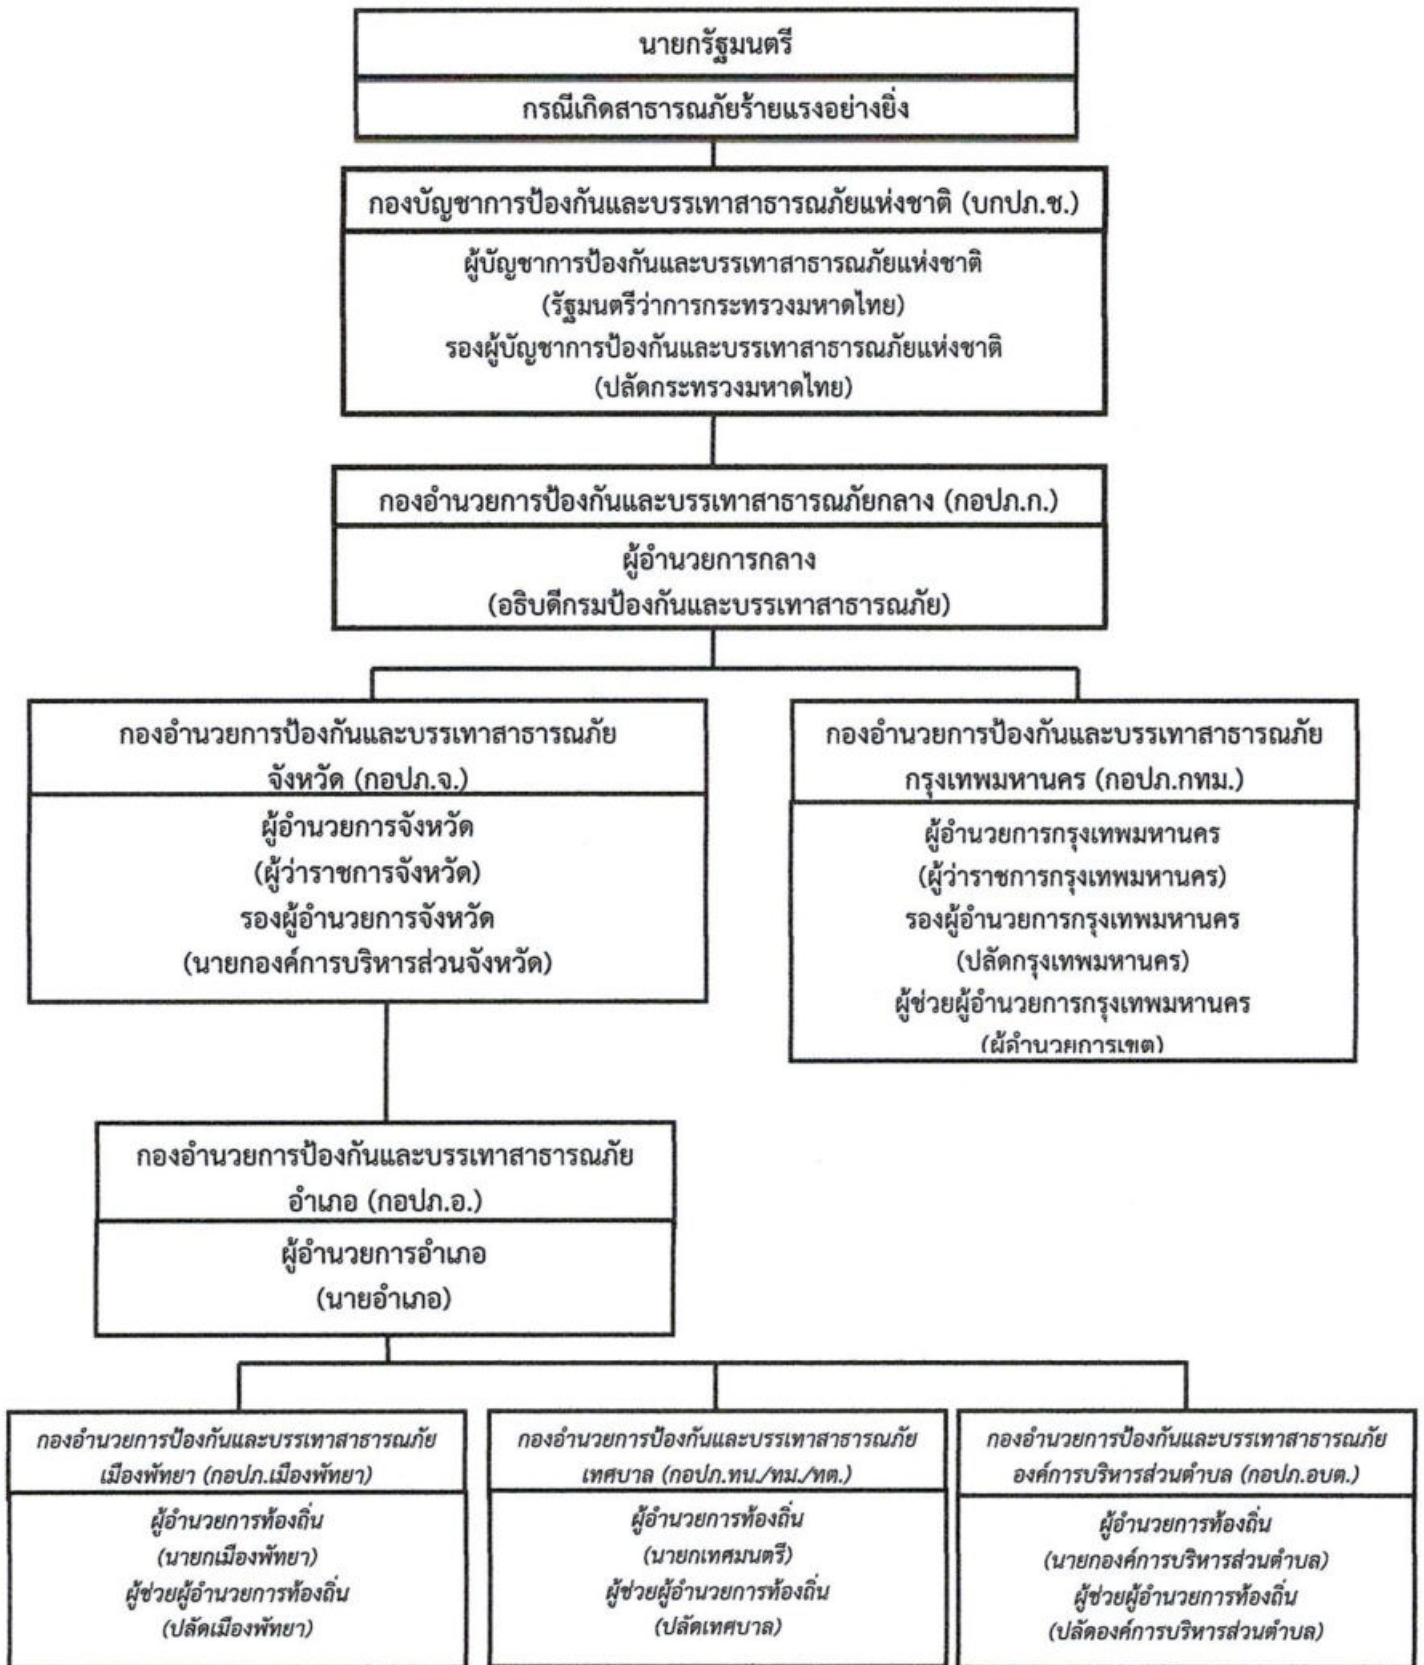 นายกรัฐมนตรี
กรณีเกิดสาธารณภัยร้ายแรงอย่างยิ่ง
กองบัญชาการป้องกันและบรรเทาสาธารณภัยแห่งชาติ (บกปภ.ช.)
ผู้บัญชาการป้องกันและบรรเทาสาธารณภัยแห่งชาติ
(รัฐมนตรีว่าการกระทรวงมหาดไทย)
รองผู้บัญชาการป้องกันและบรรเทาสาธารณภัยแห่งชาติ
(ปลัดกระทรวงมหาดไทย)
กองอำนวยการป้องกันและบรรเทาสาธารณภัยกลาง (กอปภ.ก.)
ผู้อำนวยการกลาง
(อธิบดีกรมป้องกันและบรรเทาสาธารณภัย)
กองอำนวยการป้องกันและบรรเทาสาธารณภัย
จังหวัด (กอปภ.จ.)
ผู้อำนวยการจังหวัด
(ผู้ว่าราชการจังหวัด)
รองผู้อำนวยการจังหวัด
(นายกองค์การบริหารส่วนจังหวัด)
กองอำนวยการป้องกันและบรรเทาสาธารณภัย
กรุงเทพมหานคร (กอปภ.กทม.)
ผู้อำนวยการกรุงเทพมหานคร
(ผู้ว่าราชการกรุงเทพมหานคร)
รองผู้อำนวยการกรุงเทพมหานคร
(ปลัดกรุงเทพมหานคร)
ผู้ช่วยผู้อำนวยการกรุงเทพมหานคร
(ผู้อำนวยการเขต)
กองอำนวยการป้องกันและบรรเทาสาธารณภัย
อำเภอ (กอปภ.อ.)
ผู้อำนวยการอำเภอ
(นายอำเภอ)
กองอำนวยการป้องกันและบรรเทาสาธารณภัย
เมืองพัทยา (กอปภ.เมืองพัทยา)
ผู้อำนวยการท้องถิ่น
(นายกเมืองพัทยา)
ผู้ช่วยผู้อำนวยการท้องถิ่น
(ปลัดเมืองพัทยา)
กองอำนวยการป้องกันและบรรเทาสาธารณภัย
เทศบาล (กอปภ.ทน./ทม./ทต.)
ผู้อำนวยการท้องถิ่น
(นายกเทศมนตรี)
ผู้ช่วยผู้อำนวยการท้องถิ่น
(ปลัดเทศบาล)
กองอำนวยการป้องกันและบรรเทาสาธารณภัย
องค์การบริหารส่วนตำบล (กอปภ.อบต.)
ผู้อำนวยการท้องถิ่น
(นายกองค์การบริหารส่วนตำบล)
ผู้ช่วยผู้อำนวยการท้องถิ่น
(ปลัดองค์การบริหารส่วนตำบล)